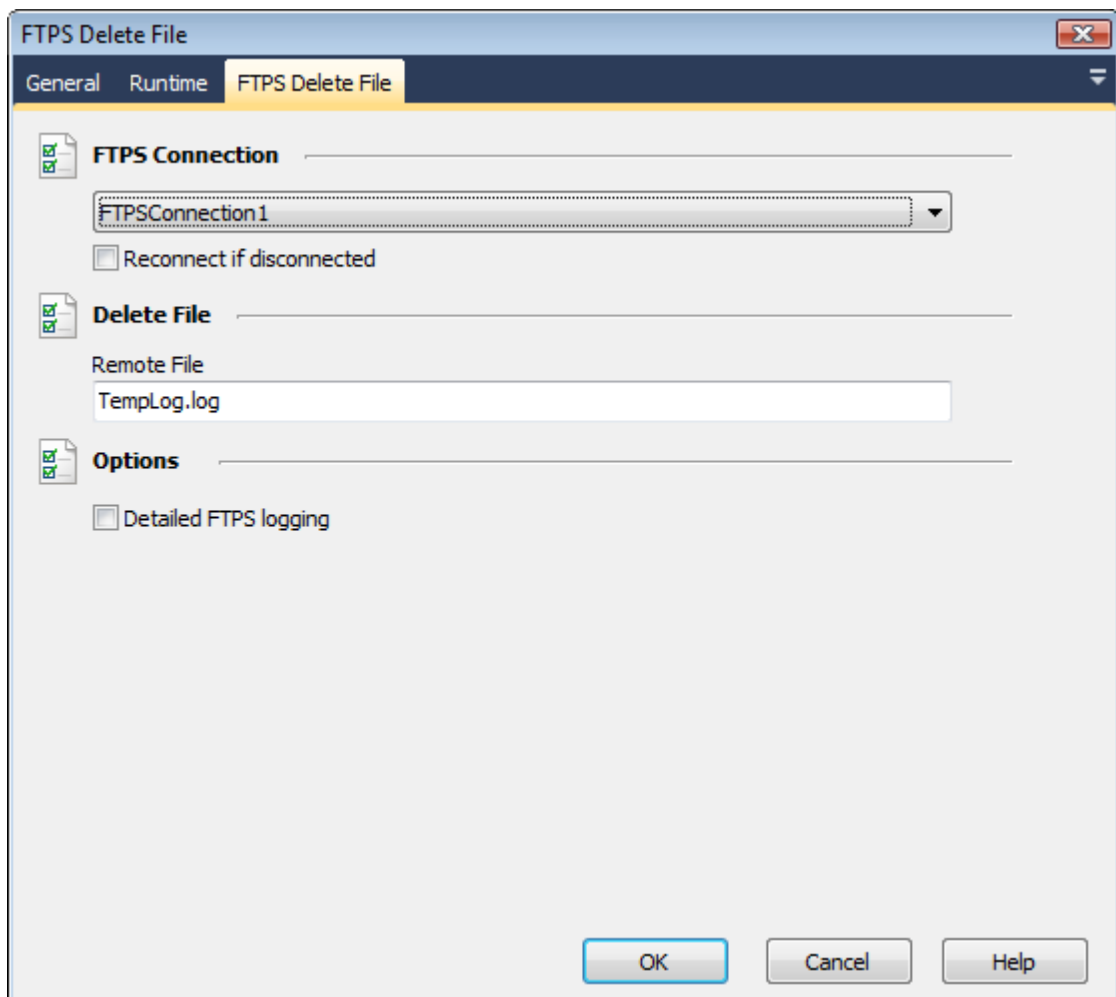 FTPS Delete File
General Runtime FTPS Delete File
FTPS Connection
FTPSConnection1
Reconnect if disconnected
Delete File
Remote File
TempLog.log
Options
Detailed FTPS logging
OK Cancel Help